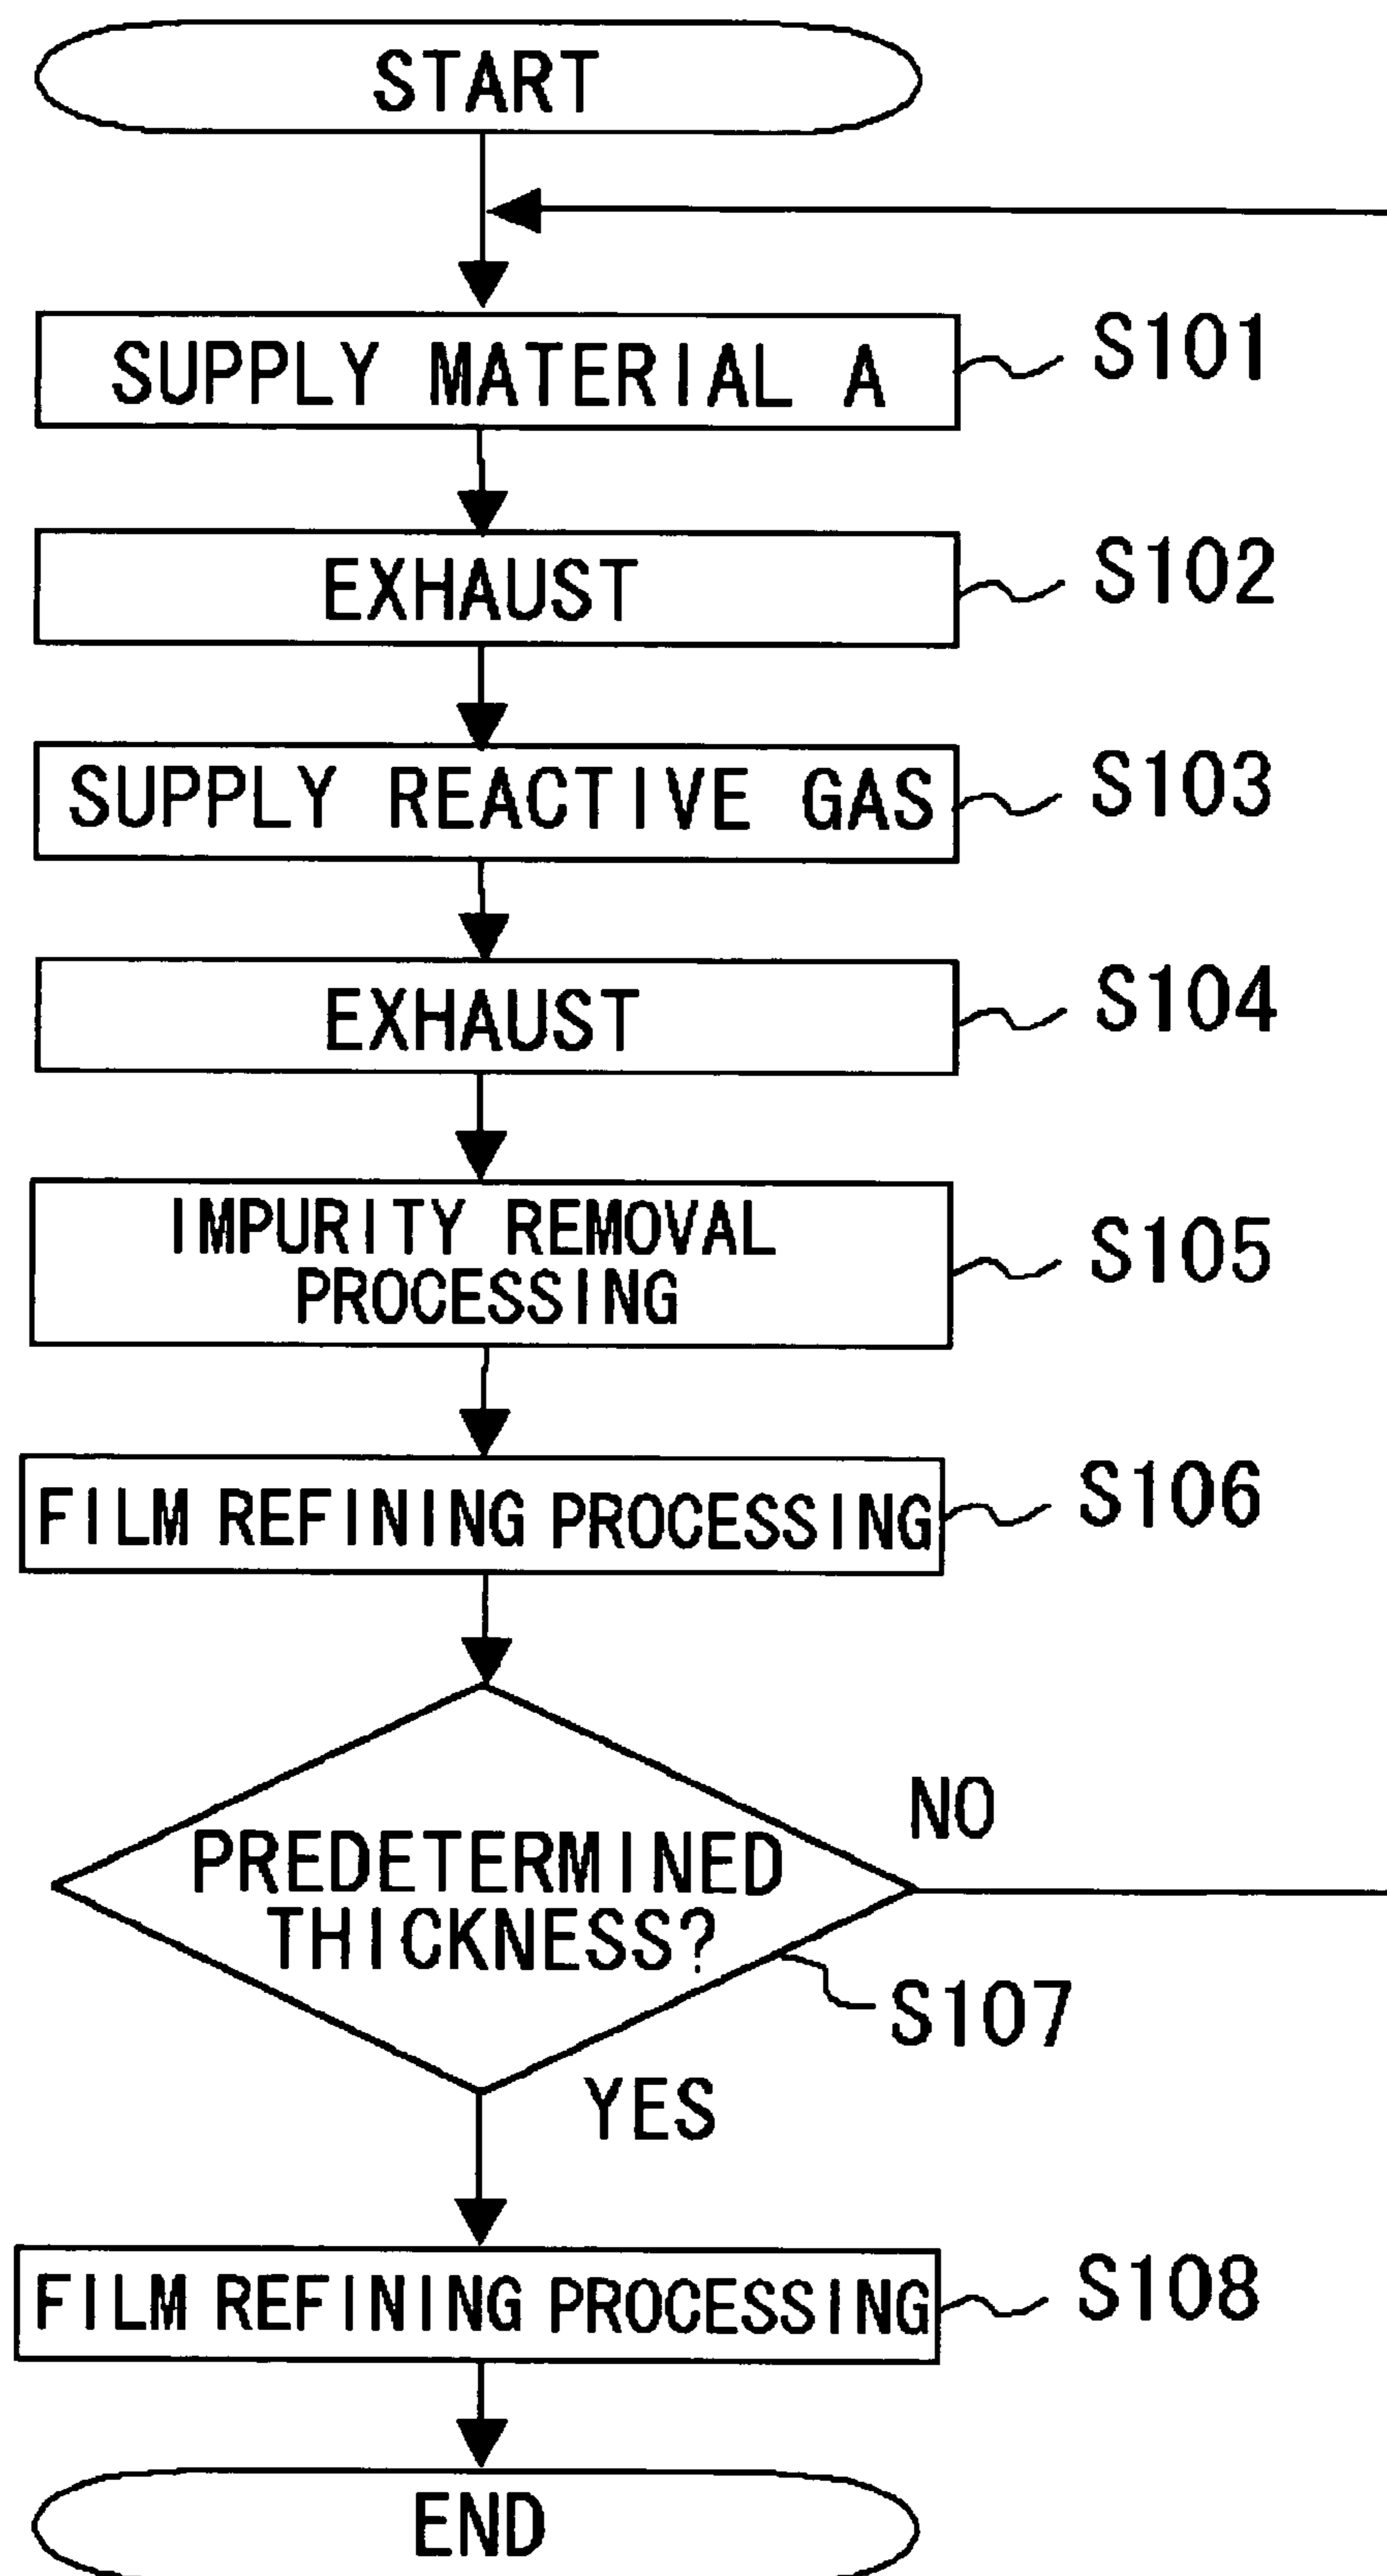 START
SUPPLY MATERIAL A
S101
EXHAUST
S102
SUPPLY REACTIVE GAS
S103
EXHAUST
S104
IMPURITY REMOVAL
PROCESSING
S105
FILM REFINING PROCESSING
S106
NO
PREDETERMINED
THICKNESS?
S107
YES
FILM REFINING PROCESSING
S108
END